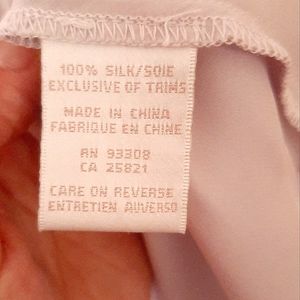 100% SILK/SOIE
EXCLUSIVE OF TRIMS
MADE IN CHINA
FABRIQUE EN CHINE
RN 93308
CA 25821
CARE ON REVERSE
ENTRETIEN AUVERSO